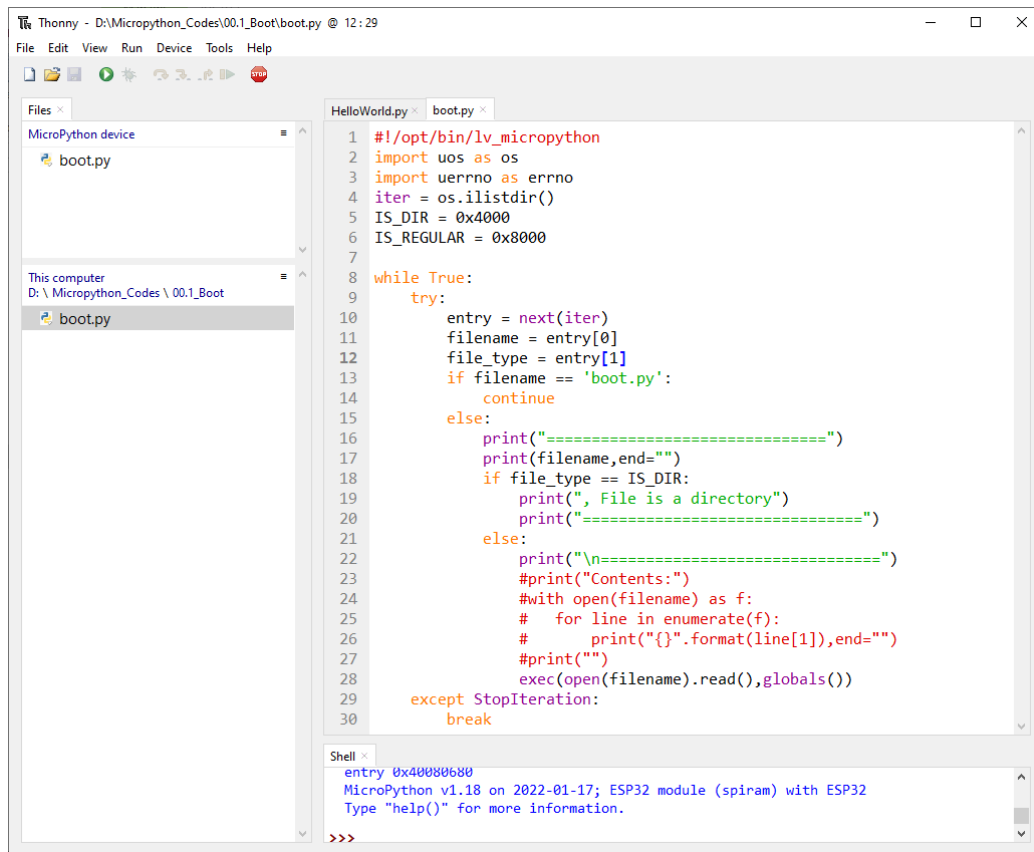 Thonny - D:\Micropython_Codes\00.1_Boot\boot.py @ 12 : 29
File Edit View Run Device Tools Help
STOP
Files
MicroPython device
boot.py
This computer
D: \ Micropython_Codes \ 00.1_Boot
boot.py
HelloWorld.py boot.py
1 #!/opt/bin/lv_micropython
2 import uos as os
3 import uerrno as errno
4 iter = os.ilistdir()
5 IS_DIR = 0x4000
6 IS_REGULAR = 0x8000
7
8 while True:
9     try:
10         entry = next(iter)
11         filename = entry[0]
12         file_type = entry[1]
13         if filename == 'boot.py':
14             continue
15         else:
16             print("===============================")
17             print(filename,end="")
18             if file_type == IS_DIR:
19                 print(", File is a directory")
20                 print("===============================")
21             else:
22                 print("\n===============================")
23                 #print("Contents:")
24                 #with open(filename) as f:
25                 #   for line in enumerate(f):
26                 #       print("{}".format(line[1]),end="")
27                 #print("")
28                 exec(open(filename).read(),globals())
29     except StopIteration:
30         break
Shell
entry 0x40080680
MicroPython v1.18 on 2022-01-17; ESP32 module (spiram) with ESP32
Type "help()" for more information.
>>>